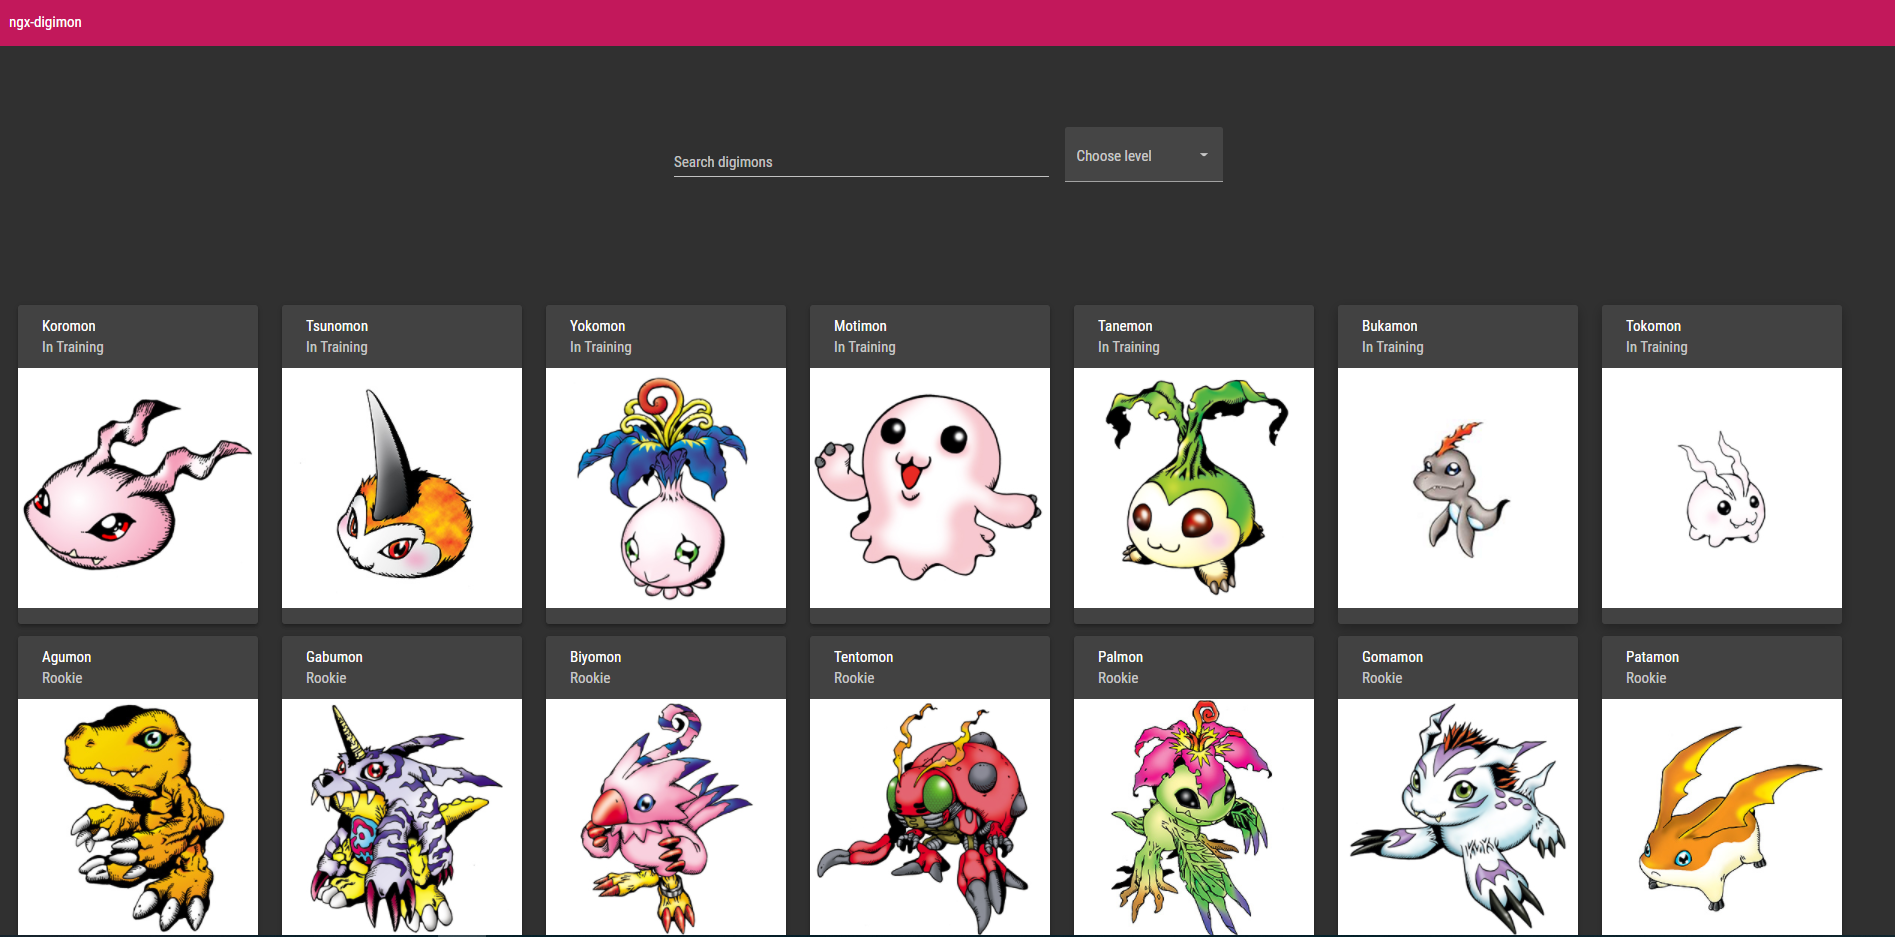 ngx-digimon
Search digimons
Choose level
Koromon
In Training
Tsunomon
In Training
Yokomon
In Training
Motimon
In Training
Tanemon
In Training
Bukamon
In Training
Tokomon
In Training
Agumon
Rookie
Gabumon
Rookie
Biyomon
Rookie
Tentomon
Rookie
Palmon
Rookie
Gomamon
Rookie
Patamon
Rookie